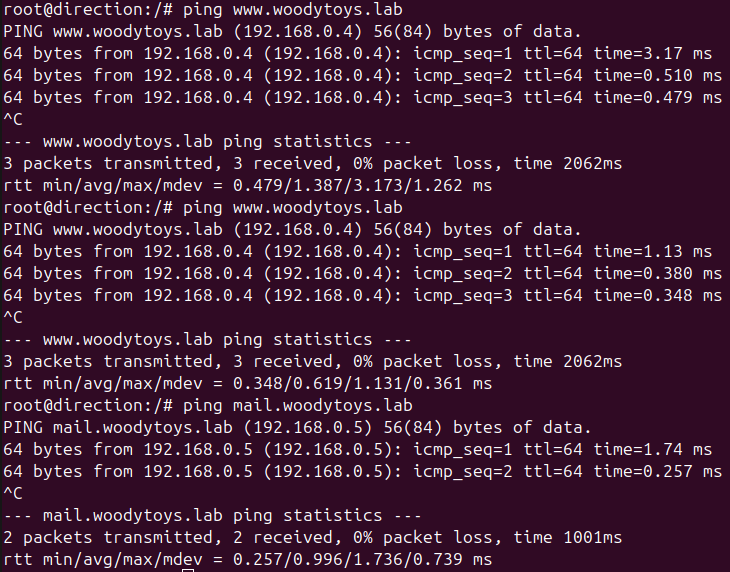 root@direction:/# ping www.woodytoys.lab
PING www.woodytoys.lab (192.168.0.4) 56(84) bytes of data.
64 bytes from 192.168.0.4 (192.168.0.4): icmp_seq=1 ttl=64 time=3.17 ms
64 bytes from 192.168.0.4 (192.168.0.4): icmp_seq=2 ttl=64 time=0.510 ms
64 bytes from 192.168.0.4 (192.168.0.4): icmp_seq=3 ttl=64 time=0.479 ms
^C
--- www.woodytoys.lab ping statistics ---
3 packets transmitted, 3 received, 0% packet loss, time 2062ms
rtt min/avg/max/mdev = 0.479/1.387/3.173/1.262 ms
root@direction:/# ping www.woodytoys.lab
PING www.woodytoys.lab (192.168.0.4) 56(84) bytes of data.
64 bytes from 192.168.0.4 (192.168.0.4): icmp_seq=1 ttl=64 time=1.13 ms
64 bytes from 192.168.0.4 (192.168.0.4): icmp_seq=2 ttl=64 time=0.380 ms
64 bytes from 192.168.0.4 (192.168.0.4): icmp_seq=3 ttl=64 time=0.348 ms
^C
--- www.woodytoys.lab ping statistics ---
3 packets transmitted, 3 received, 0% packet loss, time 2062ms
rtt min/avg/max/mdev = 0.348/0.619/1.131/0.361 ms
root@direction:/# ping mail.woodytoys.lab
PING mail.woodytoys.lab (192.168.0.5) 56(84) bytes of data.
64 bytes from 192.168.0.5 (192.168.0.5): icmp_seq=1 ttl=64 time=1.74 ms
64 bytes from 192.168.0.5 (192.168.0.5): icmp_seq=2 ttl=64 time=0.257 ms
^C
--- mail.woodytoys.lab ping statistics ---
2 packets transmitted, 2 received, 0% packet loss, time 1001ms
rtt min/avg/max/mdev = 0.257/0.996/1.736/0.739 ms